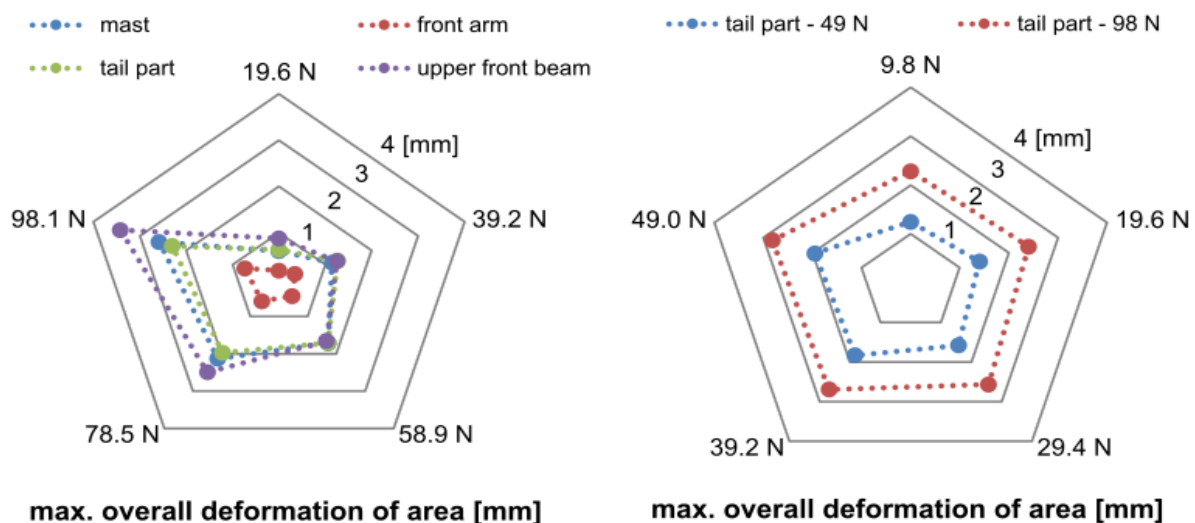 mast
front arm
tail part
upper front beam
19.6 N
4 [mm]
3
2
1
98.1 N
39.2 N
78.5 N
58.9 N
max. overall deformation of area [mm]
tail part - 49 N
tail part - 98 N
9.8 N
4 [mm]
3
2
1
49.0 N
19.6 N
39.2 N
29.4 N
max. overall deformation of area [mm]